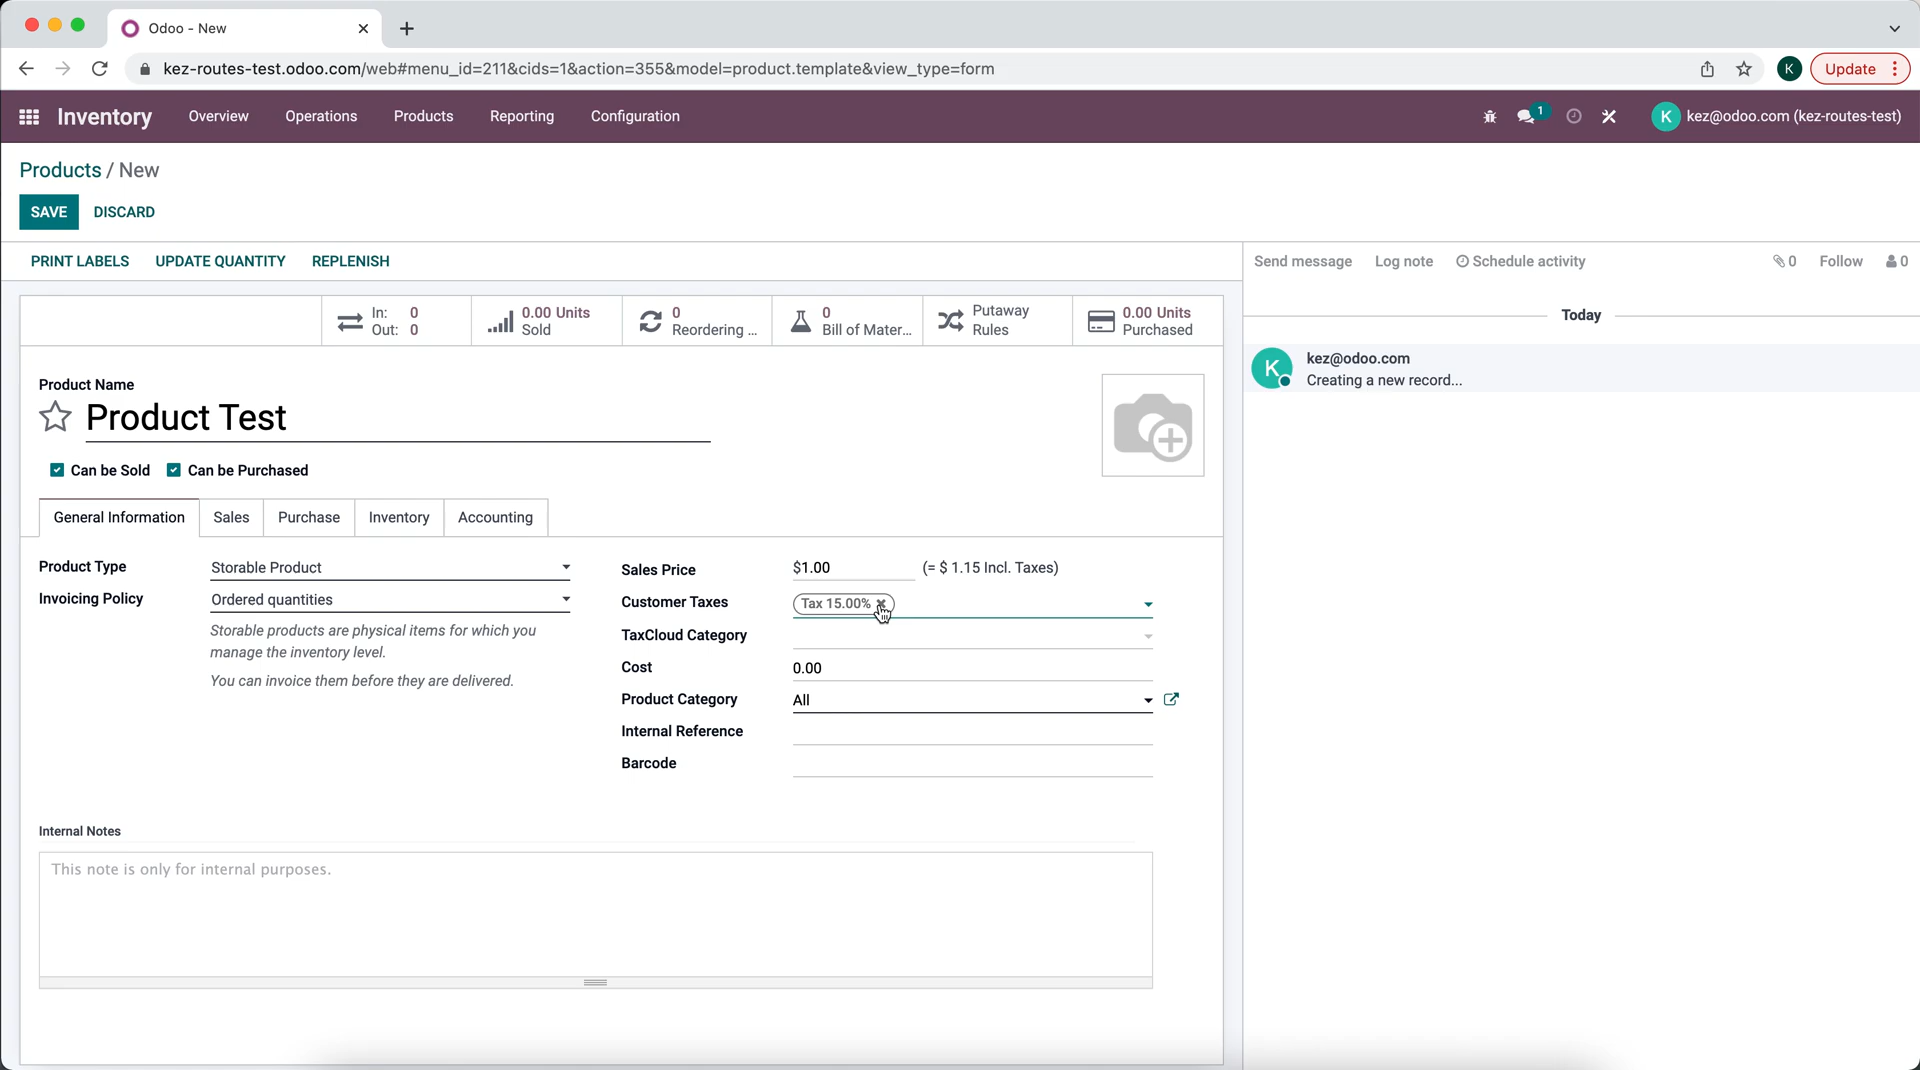 Odoo - New
kez-routes-test.odoo.com/web#menu_id=211&cids=1&action=355&model=product.template&view_type=form
K
Update
Inventory
Overview
Operations
Products
Reporting
Configuration
1
K
kez@odoo.com (kez-routes-test)
Products / New
SAVE
DISCARD
PRINT LABELS
UPDATE QUANTITY
REPLENISH
Send message
Log note
Schedule activity
0
Follow
0
In: 0
Out: 0
0.00 Units
Sold
0
Reordering ...
0
Bill of Mater...
Putaway
Rules
0.00 Units
Purchased
Today
K
kez@odoo.com
Creating a new record...
Product Name
Product Test
Can be Sold
Can be Purchased
General Information
Sales
Purchase
Inventory
Accounting
Product Type
Storable Product
Invoicing Policy
Ordered quantities
Storable products are physical items for which you
manage the inventory level.
You can invoice them before they are delivered.
Sales Price
$1.00
(= $ 1.15 Incl. Taxes)
Customer Taxes
Tax 15.00%
TaxCloud Category
Cost
0.00
Product Category
All
Internal Reference
Barcode
Internal Notes
This note is only for internal purposes.